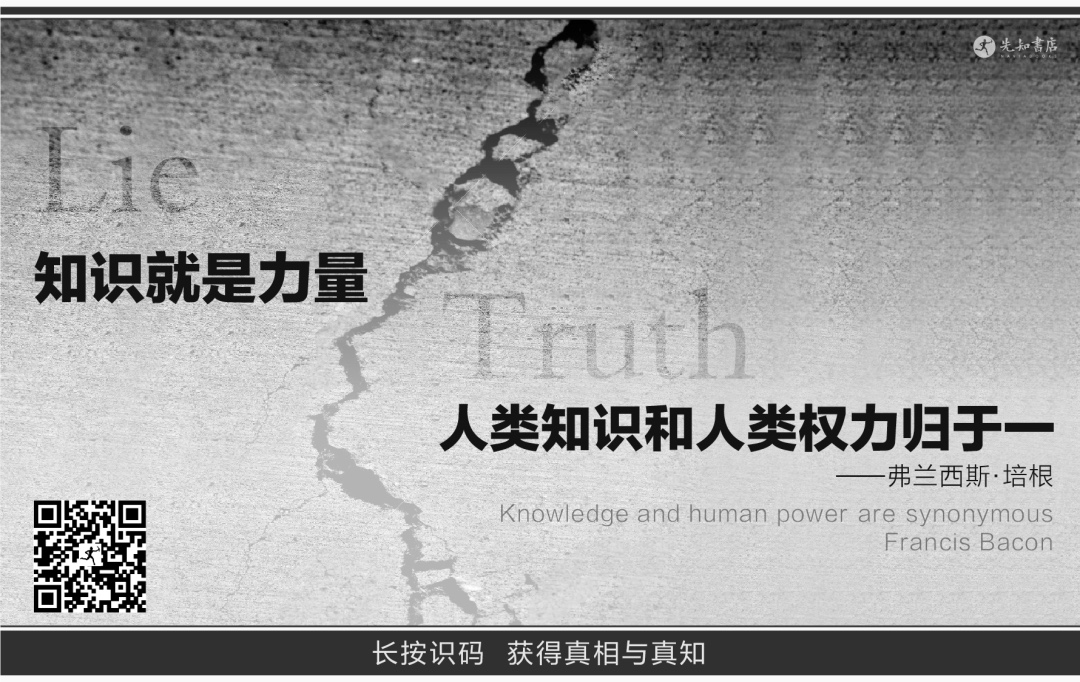 先知書店
Lie
知识就是力量
Truth
人类知识和人类权力归于一
——弗兰西斯·培根
Knowledge and human power are synonymous
Francis Bacon
长按识码 获得真相与真知